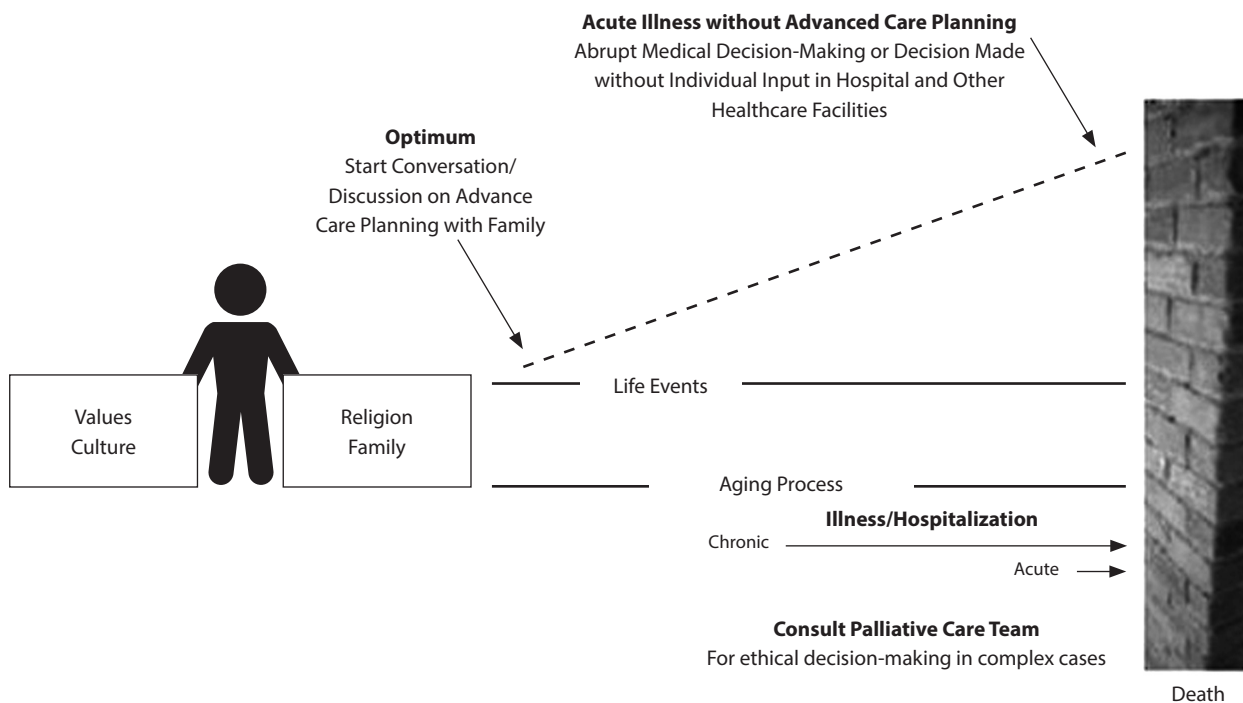 Acute Illness without Advanced Care Planning
Abrupt Medical Decision-Making or Decision Made
without Individual Input in Hospital and Other
Healthcare Facilities
Optimum
Start Conversation/
Discussion on Advance
Care Planning with Family
Values
Culture
Religion
Family
Life Events
Aging Process
Illness/Hospitalization
Chronic
Acute
Consult Palliative Care Team
For ethical decision-making in complex cases
Death